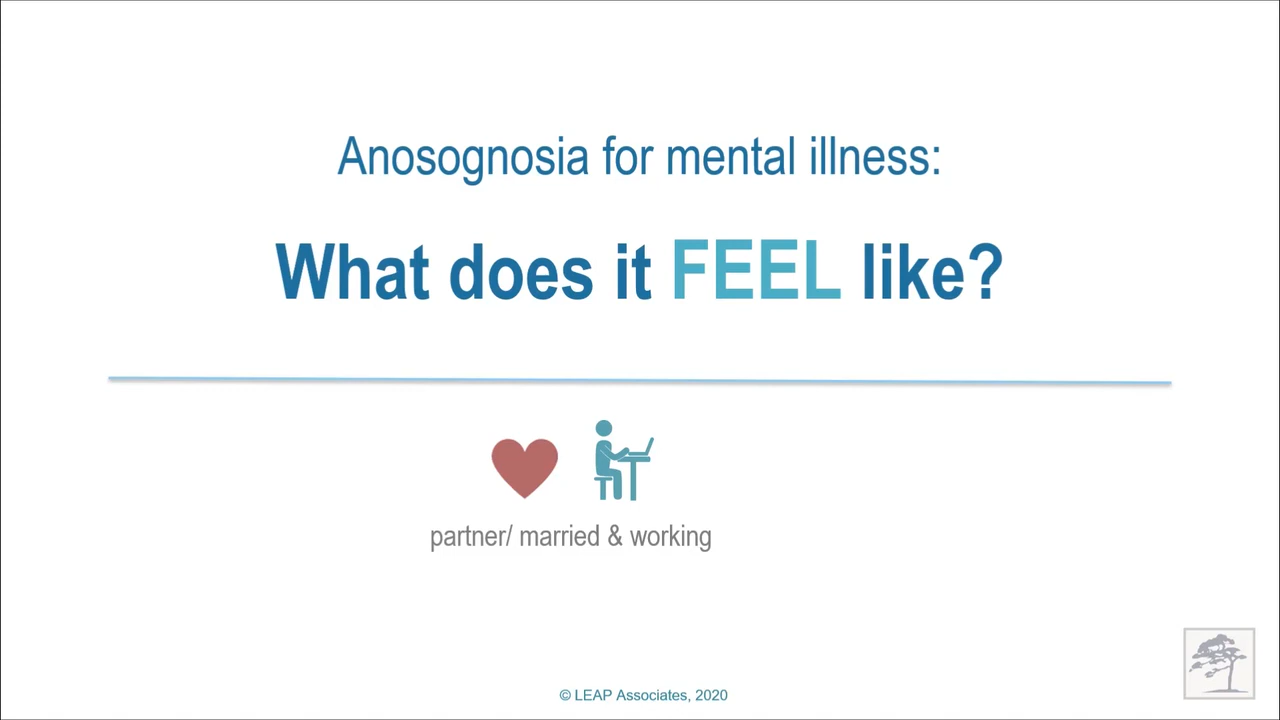 Anosognosia for mental illness:
What does it FEEL like?
partner/ married & working
© LEAP Associates, 2020